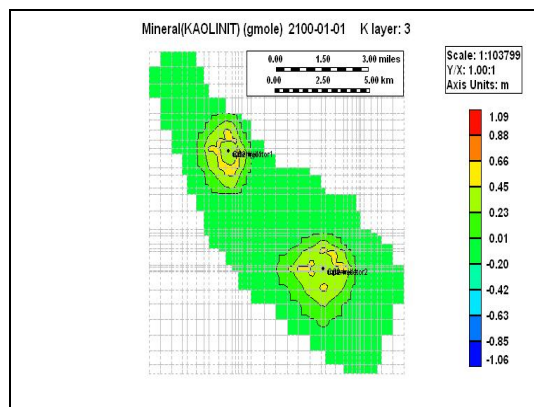 Mineral(KAOLINIT) (gmole) 2100-01-01 K layer: 3
0.00 1.50 3.00 miles
0.00 2.50 5.00 km
Scale: 1:103799
Y/X: 1.00:1
Axis Units: m
1.09
0.88
0.66
0.45
0.23
0.01
-0.20
-0.42
-0.63
-0.85
-1.06